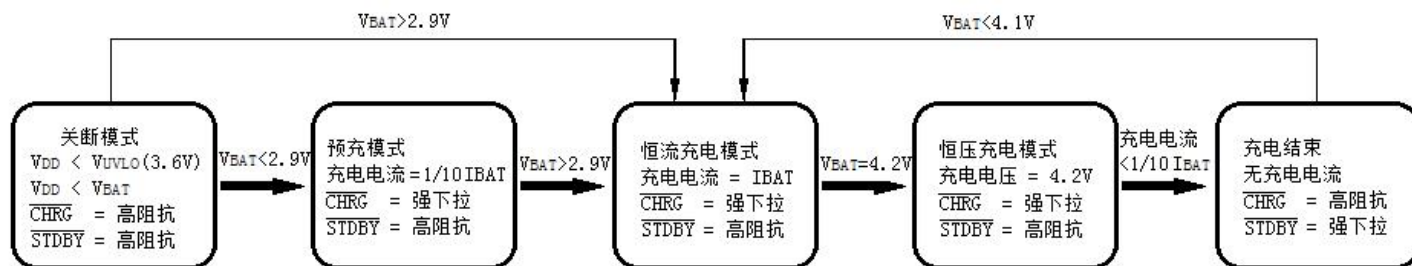 VBAT>2.9V
VBAT<4.1V
关断模式
VDD < VUVLO(3.6V)
VDD < VBAT
CHRG = 高阻抗
STDBY = 高阻抗
VBAT<2.9V
预充模式
充电电流=1/10IBAT
CHRG = 强下拉
STDBY = 高阻抗
VBAT>2.9V
恒流充电模式
充电电流 = IBAT
CHRG = 强下拉
STDBY = 高阻抗
VBAT=4.2V
恒压充电模式
充电电压 = 4.2V
CHRG = 强下拉
STDBY = 高阻抗
充电电流
<1/10IBAT
充电结束
无充电电流
CHRG = 高阻抗
STDBY = 强下拉